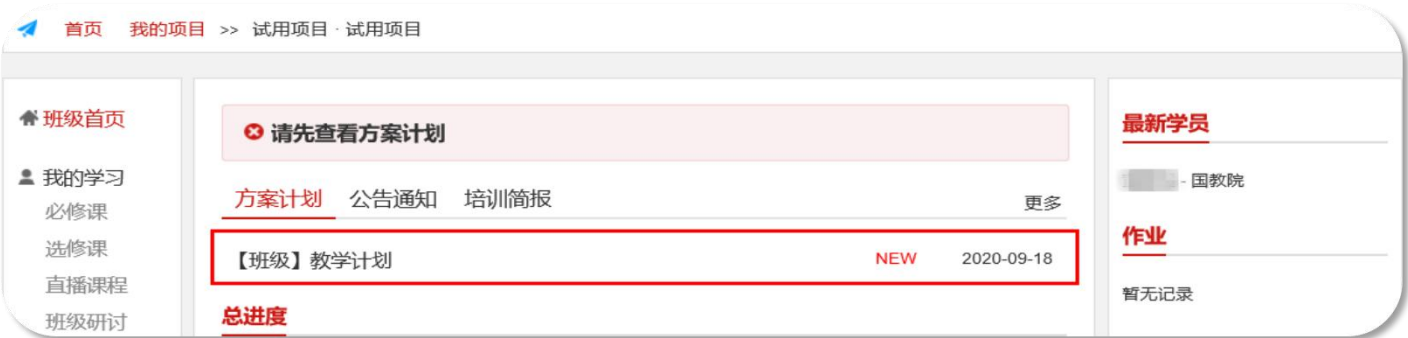 首页 我的项目 >> 试用项目 · 试用项目
班级首页
我的学习
必修课
选修课
直播课程
班级研讨
请先查看方案计划
方案计划 公告通知 培训简报 更多
【班级】教学计划 NEW 2020-09-18
总进度
最新学员
- 国教院
作业
暂无记录